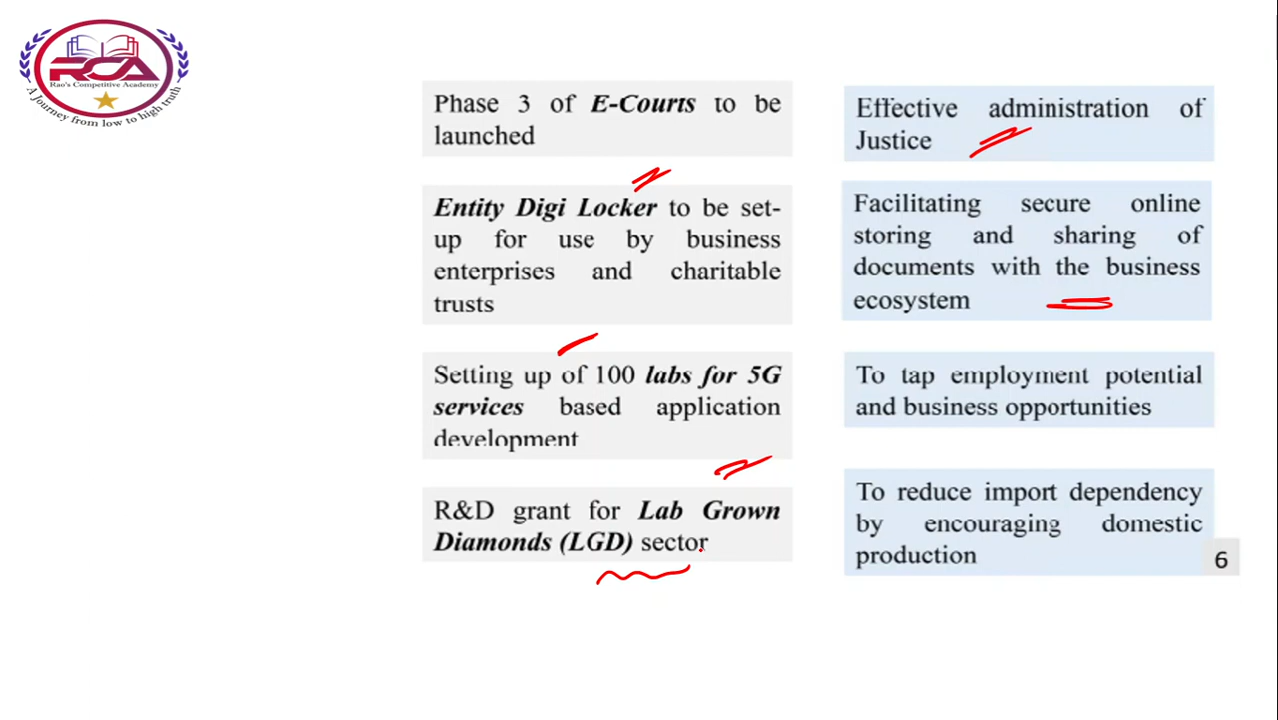 RCA
Rao's Competitive Academy
A Journey from low to high truth
Phase 3 of E-Courts to be
launched
Effective administration of
Justice
Entity Digi Locker to be set-
up for use by business
enterprises and charitable
trusts
Facilitating secure online
storing and sharing of
documents with the business
ecosystem
Setting up of 100 labs for 5G
services based application
development
To tap employment potential
and business opportunities
R&D grant for Lab Grown
Diamonds (LGD) sector
To reduce import dependency
by encouraging domestic
production
6